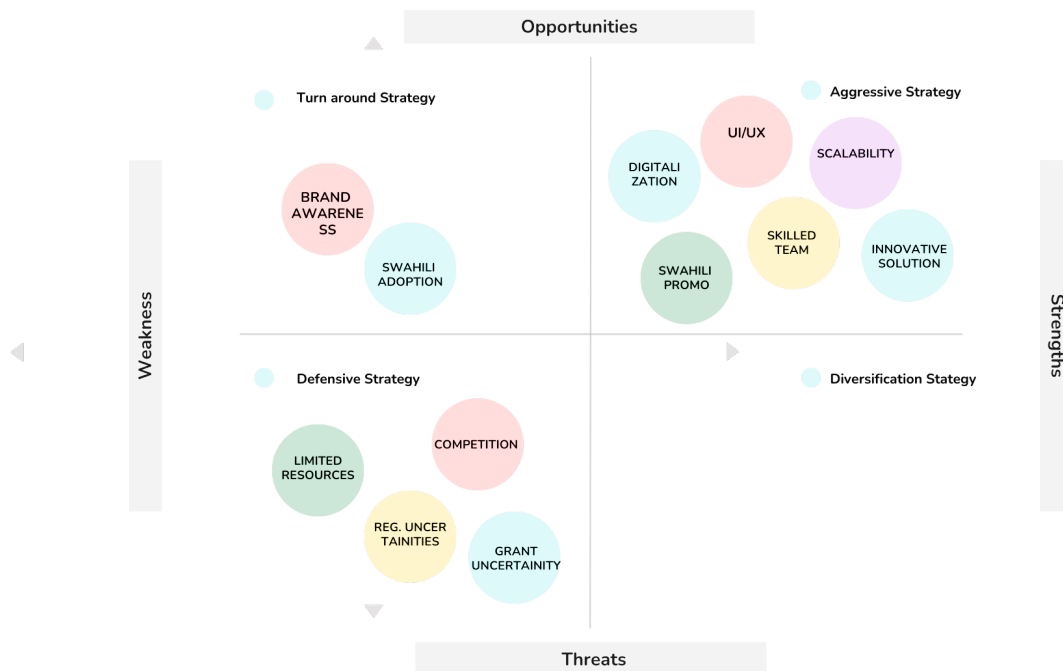 Opportunities
Turn around Strategy
Aggressive Strategy
UI/UX
SCALABILITY
DIGITALI
ZATION
BRAND
AWARENE
SS
SKILLED
TEAM
INNOVATIVE
SOLUTION
SWAHILI
ADOPTION
SWAHILI
PROMO
Weakness
Strengths
Defensive Strategy
Diversification Stategy
COMPETITION
LIMITED
RESOURCES
REG. UNCER
TAINITIES
GRANT
UNCERTAINITY
Threats